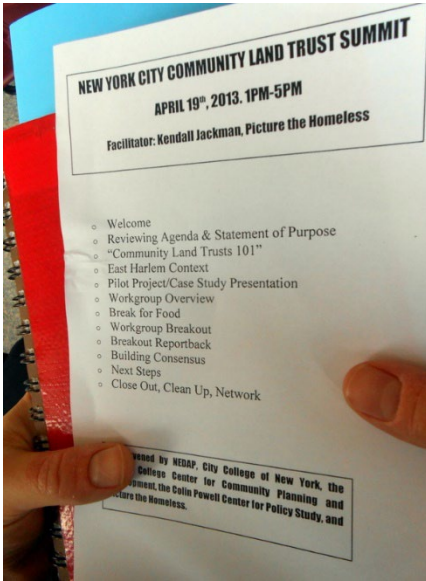 NEW YORK CITY COMMUNITY LAND TRUST SUMMIT
APRIL 19th, 2013. 1PM-5PM
Facilitator: Kendall Jackman, Picture the Homeless
Welcome
Reviewing Agenda & Statement of Purpose
“Community Land Trusts 101”
East Harlem Context
Pilot Project/Case Study Presentation
Workgroup Overview
Break for Food
Workgroup Breakout
Breakout Reportback
Building Consensus
Next Steps
Close Out, Clean Up, Network
by NEDAP, City College of New York, the
College Center for Community Planning and
the Colin Powell Center for Policy Study, and
the Homeless.